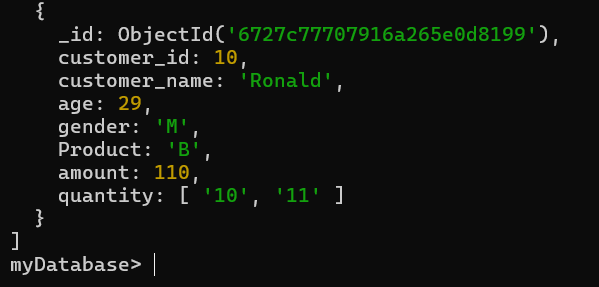 {
_id: ObjectId('6727c77707916a265e0d8199'),
customer_id: 10,
customer_name: 'Ronald',
age: 29,
gender: 'M',
Product: 'B',
amount: 110,
quantity: [ '10', '11' ]
}
]
myDatabase>